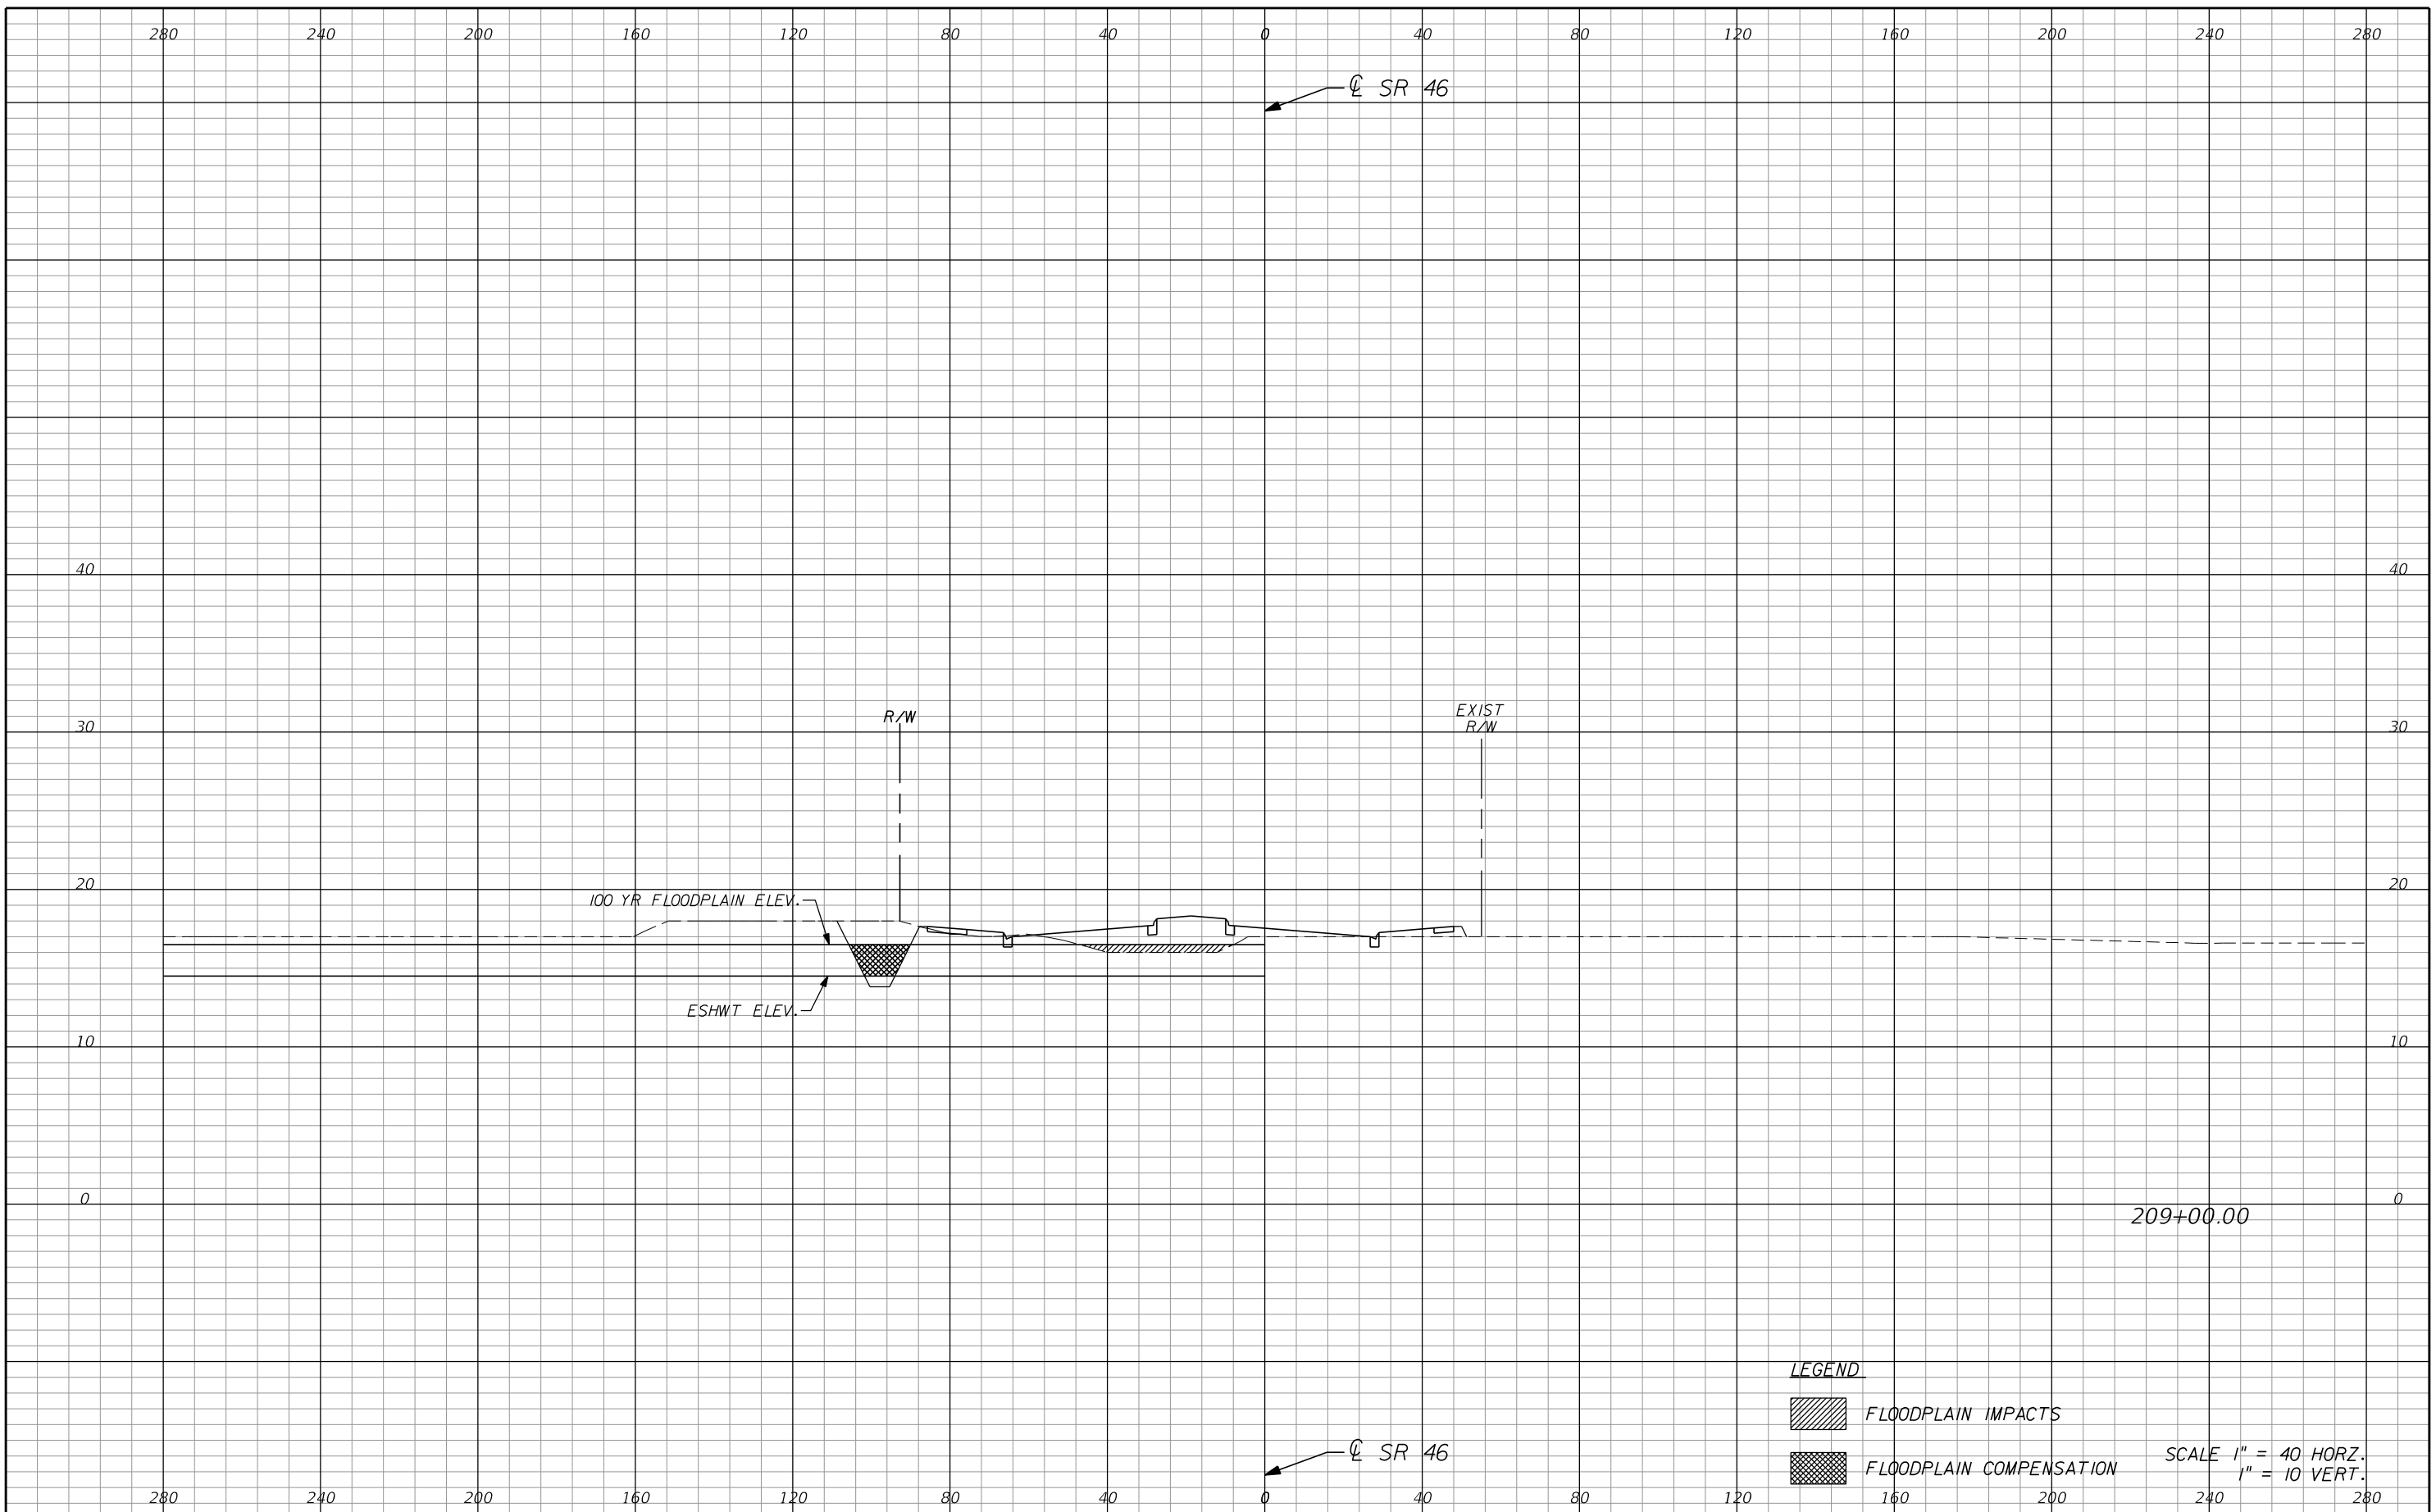 280 240 200 160 120 80 40 0 40 80 120 160 200 240 280
℄ SR 46
40 40
R/W
EXIST
R/W
30 30
20 20
100 YR FLOODPLAIN ELEV.
ESHWT ELEV.
10 10
0 0
209+00.00
LEGEND
FLOODPLAIN IMPACTS
℄ SR 46
FLOODPLAIN COMPENSATION
SCALE 1" = 40 HORZ.
1" = 10 VERT.
280 240 200 160 120 80 40 0 40 80 120 160 200 240 280